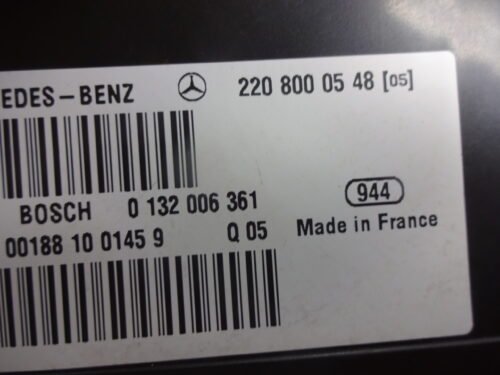 EDES-BENZ 220 800 05 48 [05]
BOSCH 0 132 006 361
944
00188 10 0145 9 Q 05
Made in France